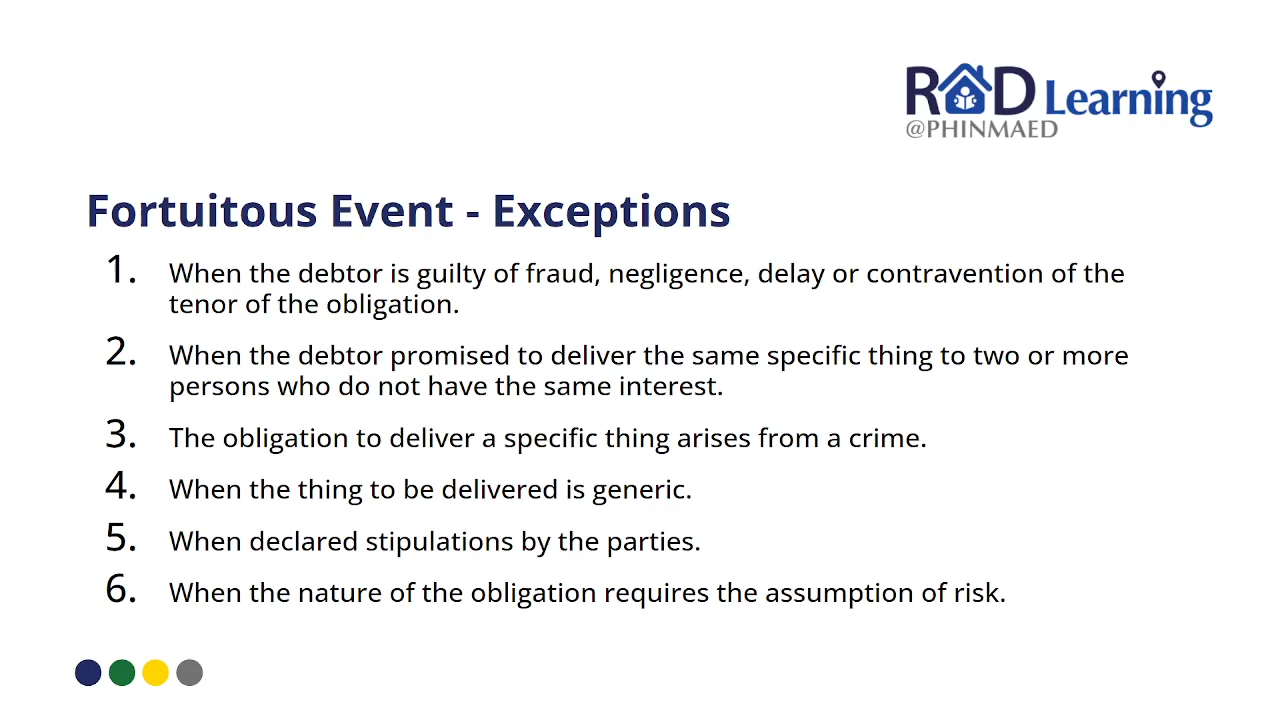 ROAD Learning
@PHINMAED
Fortuitous Event - Exceptions
1. When the debtor is guilty of fraud, negligence, delay or contravention of the
tenor of the obligation.
2. When the debtor promised to deliver the same specific thing to two or more
persons who do not have the same interest.
3. The obligation to deliver a specific thing arises from a crime.
4. When the thing to be delivered is generic.
5. When declared stipulations by the parties.
6. When the nature of the obligation requires the assumption of risk.